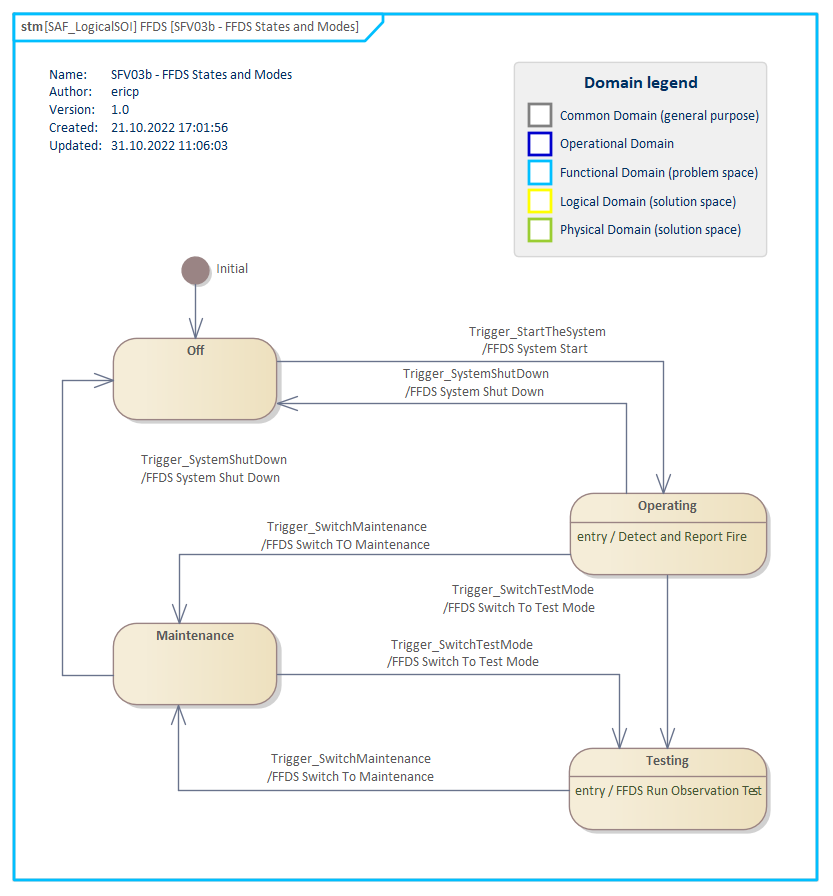 stm [SAF_LogicalSOI] FFDS [SFV03b - FFDS States and Modes]
Name: SFV03b - FFDS States and Modes
Author: ericp
Version: 1.0
Created: 21.10.2022 17:01:56
Updated: 31.10.2022 11:06:03
Domain legend
Common Domain (general purpose)
Operational Domain
Functional Domain (problem space)
Logical Domain (solution space)
Physical Domain (solution space)
Initial
Off
Trigger_StartTheSystem
/FFDS System Start
Trigger_SystemShutDown
/FFDS System Shut Down
Trigger_SystemShutDown
/FFDS System Shut Down
Operating
entry / Detect and Report Fire
Trigger_SwitchMaintenance
/FFDS Switch TO Maintenance
Trigger_SwitchTestMode
/FFDS Switch To Test Mode
Maintenance
Trigger_SwitchTestMode
/FFDS Switch To Test Mode
Testing
entry / FFDS Run Observation Test
Trigger_SwitchMaintenance
/FFDS Switch To Maintenance